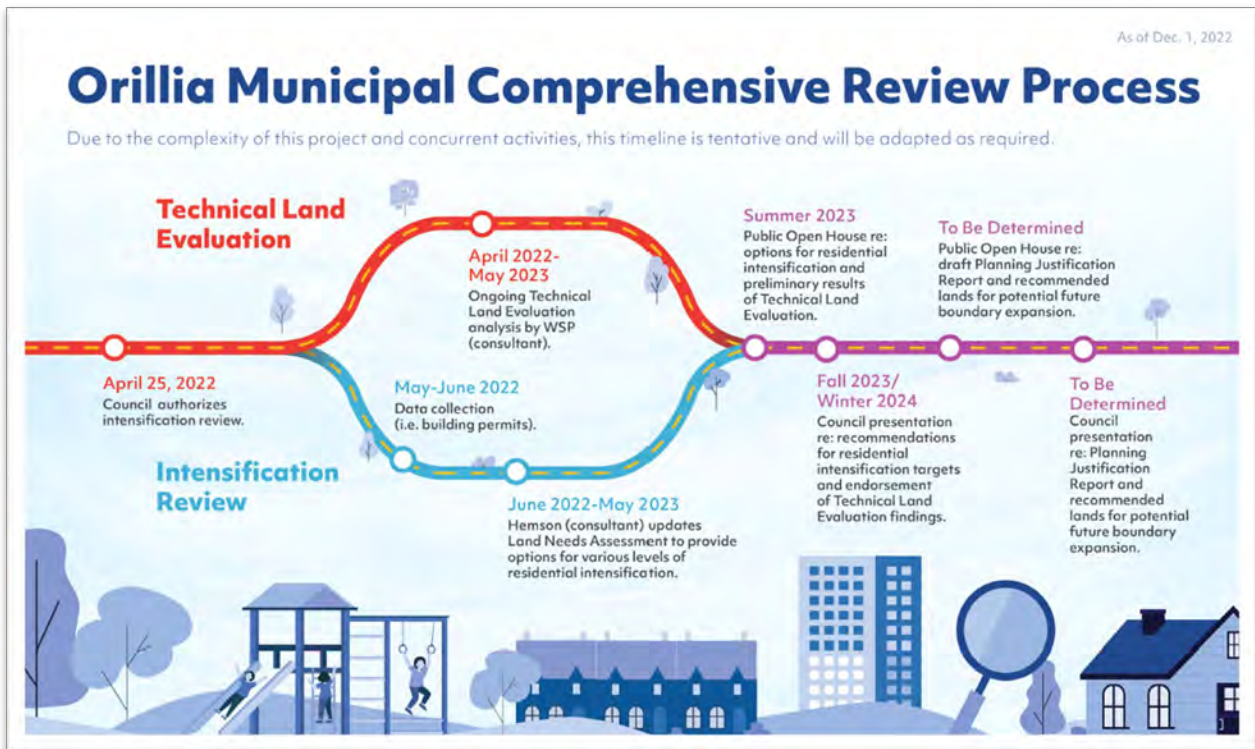 As of Dec. 1, 2022
Orillia Municipal Comprehensive Review Process
Due to the complexity of this project and concurrent activities, this timeline is tentative and will be adapted as required.
Technical Land
Evaluation
April 25, 2022
Council authorizes
intensification review.
April 2022-
May 2023
Ongoing Technical
Land Evaluation
analysis by WSP
(consultant).
Intensification
Review
May-June 2022
Data collection
(i.e. building permits).
June 2022-May 2023
Hemson (consultant) updates
Land Needs Assessment to provide
options for various levels of
residential intensification.
Summer 2023
Public Open House re:
options for residential
intensification and
preliminary results
of Technical Land
Evaluation.
Fall 2023/
Winter 2024
Council presentation
re: recommendations
for residential
intensification targets
and endorsement
of Technical Land
Evaluation findings.
To Be Determined
Public Open House re:
draft Planning Justification
Report and recommended
lands for potential future
boundary expansion.
To Be
Determined
Council
presentation
re: Planning
Justification
Report and
recommended
lands for potential
future boundary
expansion.